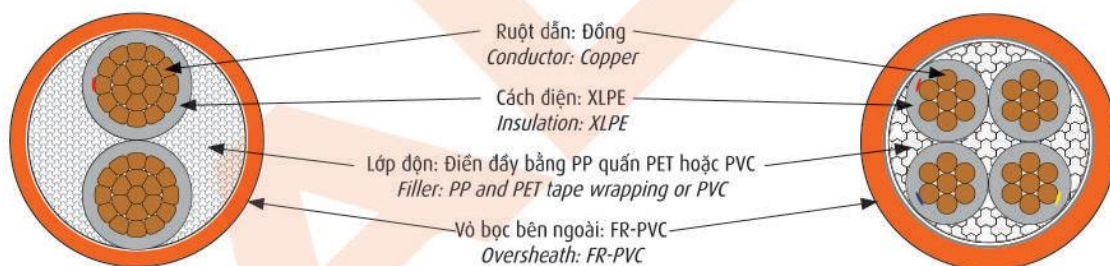 Ruột dẫn: Đồng
Conductor: Copper
Cách điện: XLPE
Insulation: XLPE
Lớp độn: Điền đầy bằng PP quấn PET hoặc PVC
Filler: PP and PET tape wrapping or PVC
Vỏ bọc bên ngoài: FR-PVC
Oversheath: FR-PVC